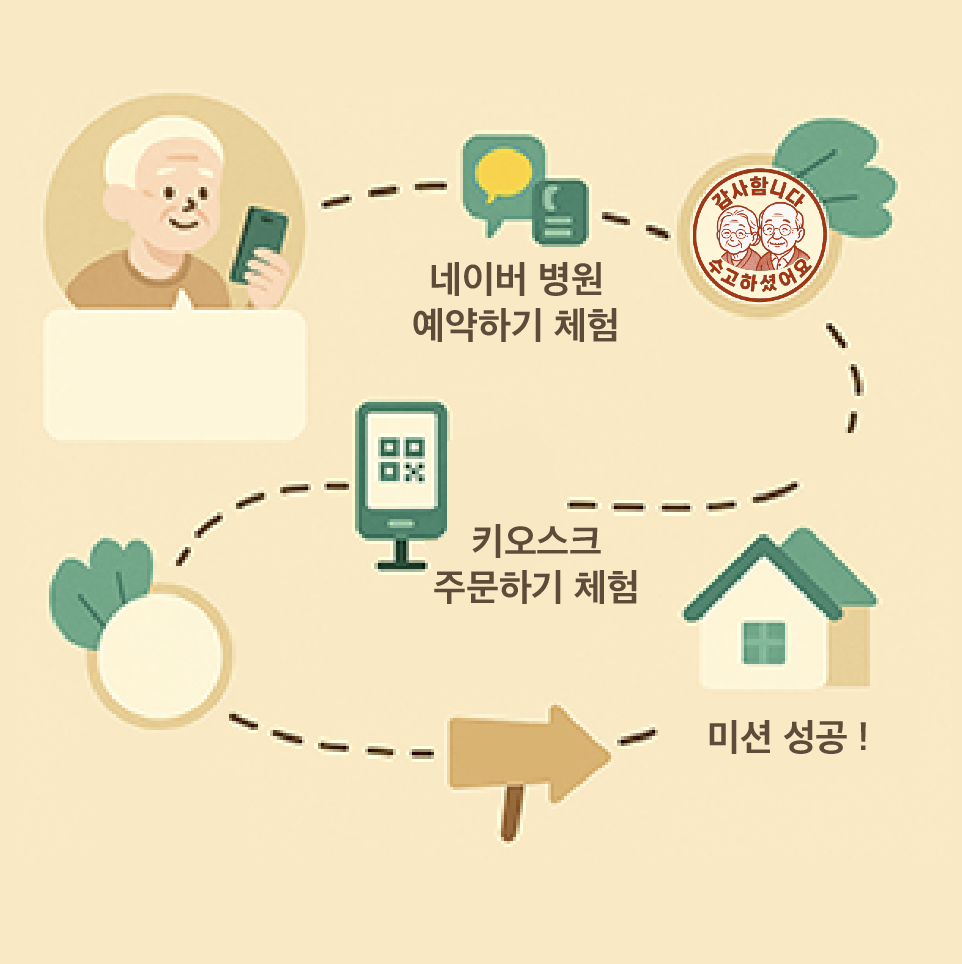 네이버 병원
예약하기 체험
감사합니다
수고하셨어요
키오스크
주문하기 체험
미션 성공 !